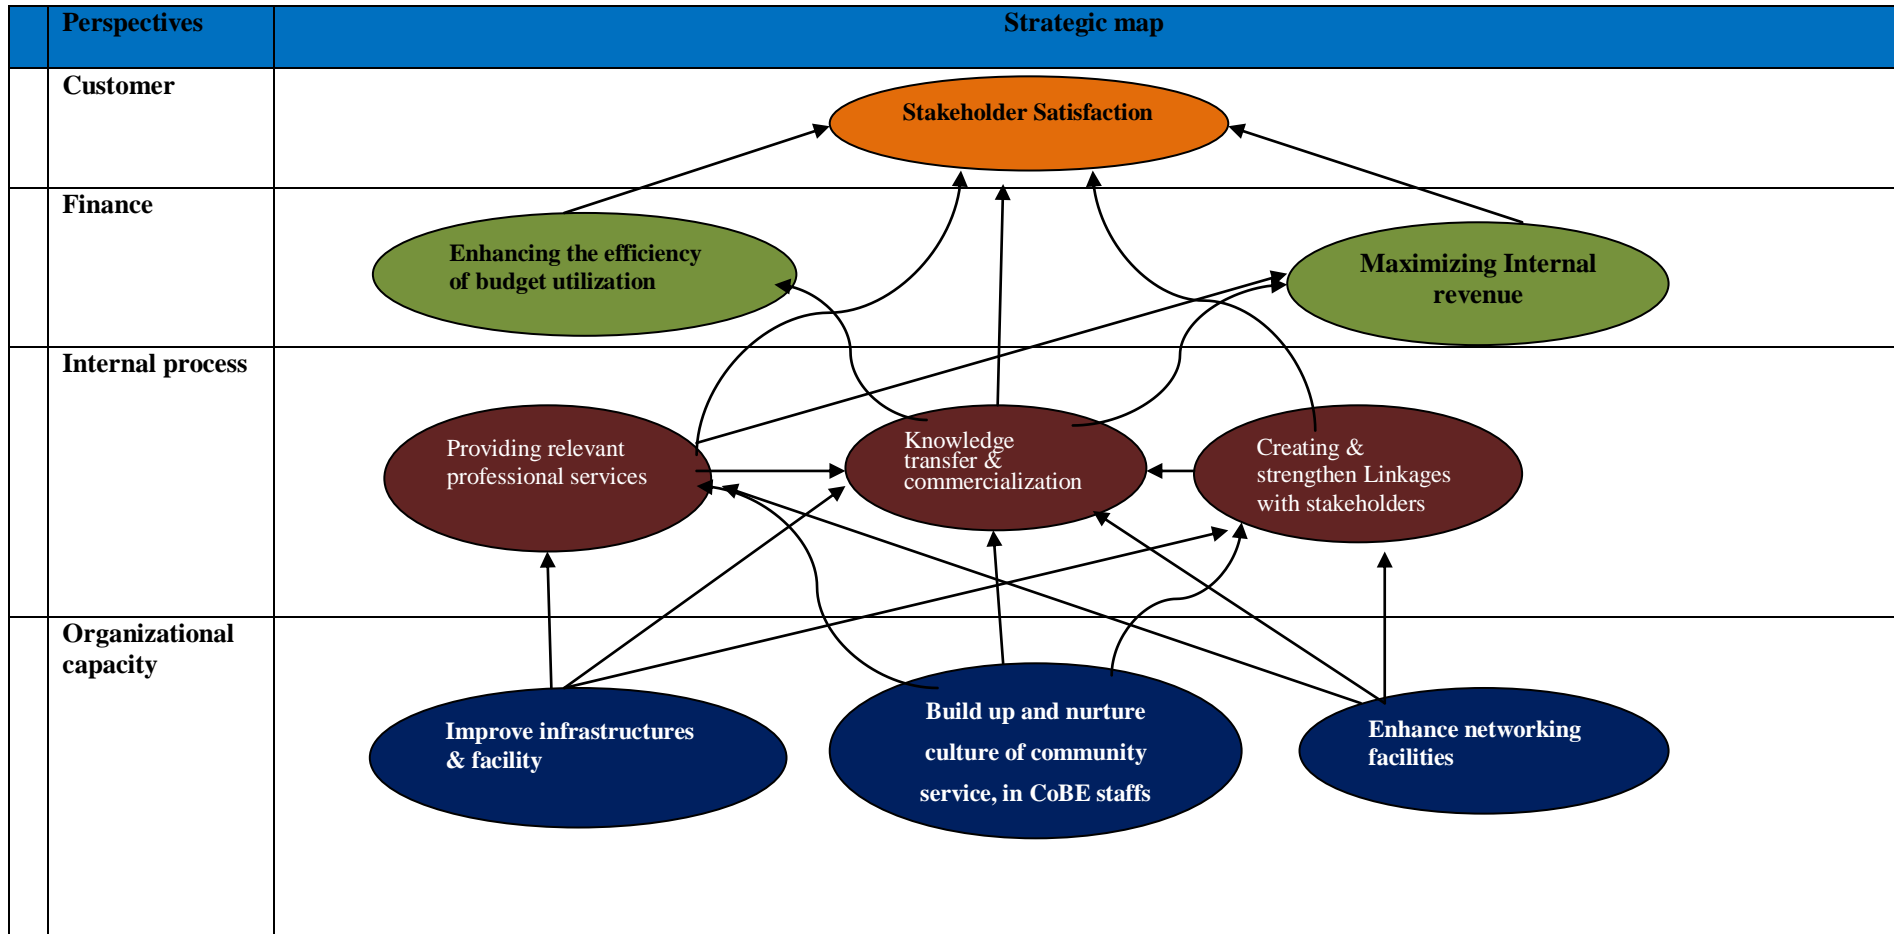 Perspectives
Strategic map
Customer
Stakeholder Satisfaction
Finance
Enhancing the efficiency
of budget utilization
Maximizing Internal
revenue
Internal process
Providing relevant
professional services
Knowledge
transfer &
commercialization
Creating &
strengthen Linkages
with stakeholders
Organizational
capacity
Improve infrastructures
& facility
Build up and nurture
culture of community
service, in CoBE staffs
Enhance networking
facilities